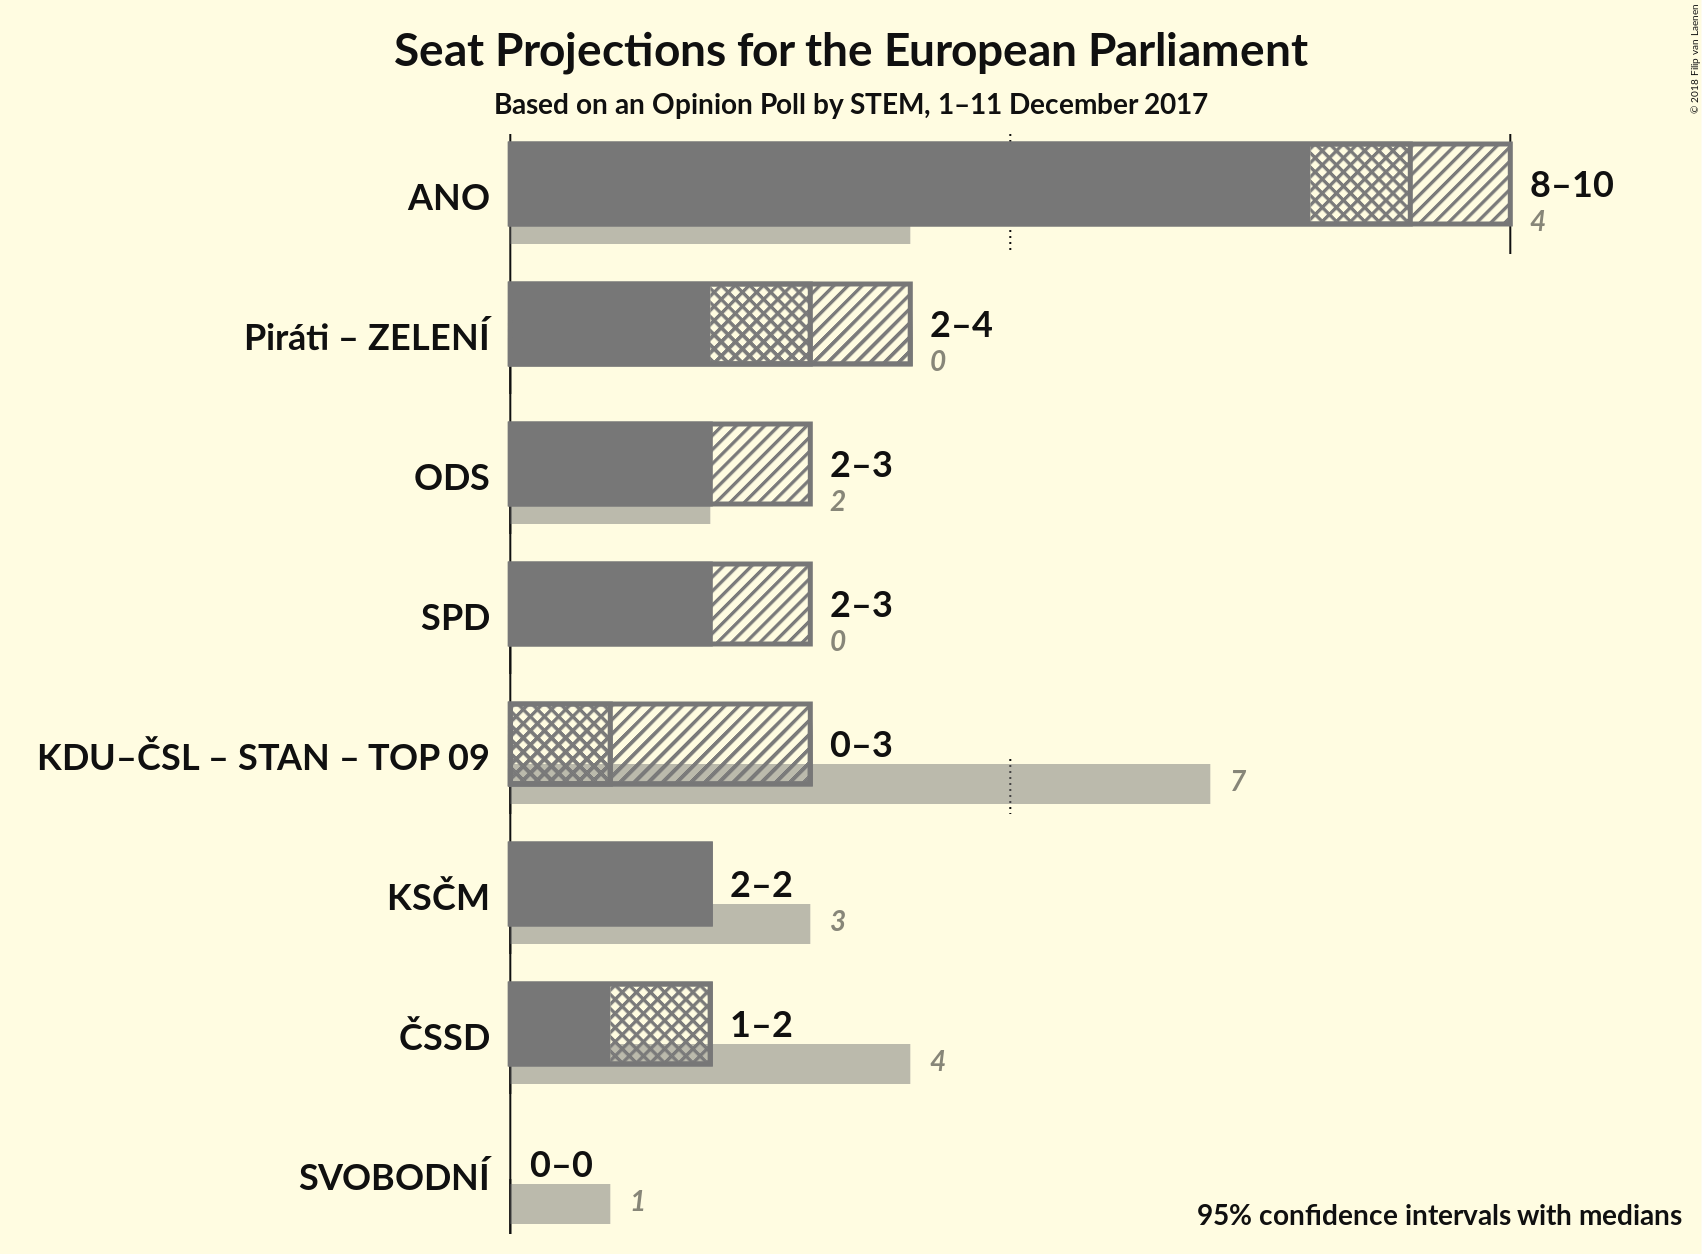 Seat Projections for the European Parliament
Based on an Opinion Poll by STEM, 1–11 December 2017
© 2018 Filip van Laenen
ANO
8–10
4
Piráti – ZELENÍ
2–4
0
ODS
2–3
2
SPD
2–3
0
KDU–ČSL – STAN – TOP 09
0–3
7
KSČM
2–2
3
ČSSD
1–2
4
SVOBODNÍ
0–0
1
95% confidence intervals with medians